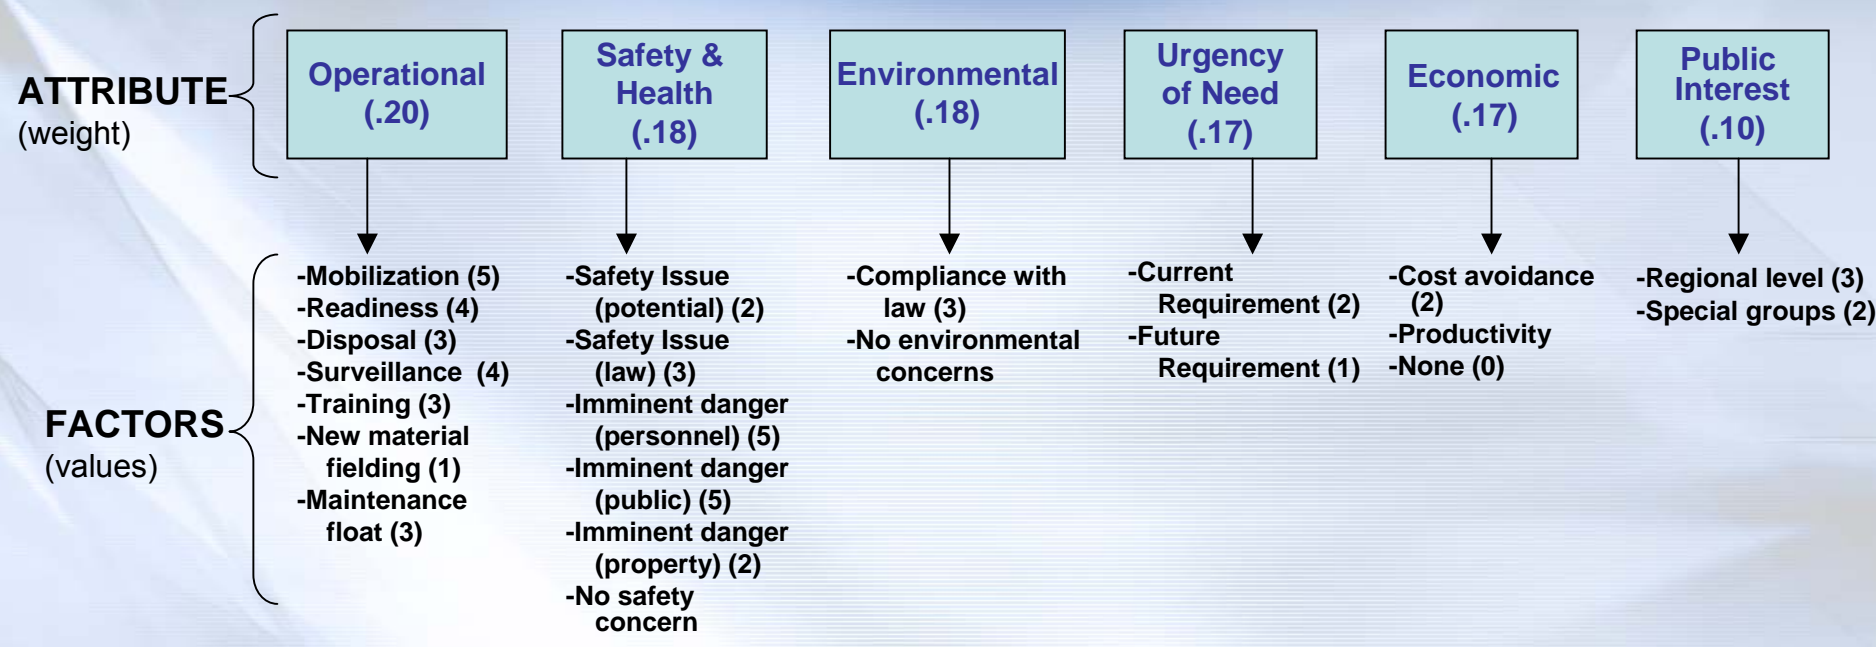 ATTRIBUTE
(weight)
Operational
(.20)
Safety &
Health
(.18)
Environmental
(.18)
Urgency
of Need
(.17)
Economic
(.17)
Public
Interest
(.10)
FACTORS
(values)
-Mobilization (5)
-Readiness (4)
-Disposal (3)
-Surveillance (4)
-Training (3)
-New material
fielding (1)
-Maintenance
float (3)
-Safety Issue
(potential) (2)
-Safety Issue
(law) (3)
-Imminent danger
(personnel) (5)
-Imminent danger
(public) (5)
-Imminent danger
(property) (2)
-No safety
concern
-Compliance with
law (3)
-No environmental
concerns
-Current
Requirement (2)
-Future
Requirement (1)
-Cost avoidance
(2)
-Productivity
-None (0)
-Regional level (3)
-Special groups (2)